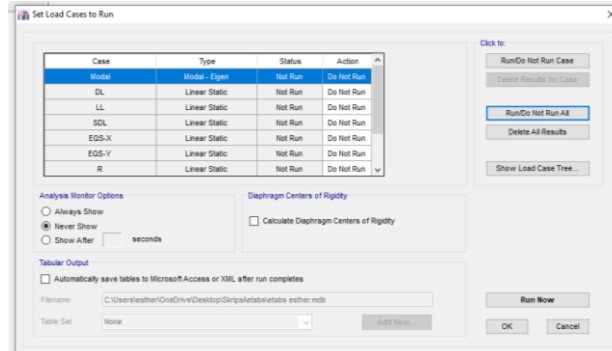 Set Load Cases to Run
Click to:
Case Type Status Action
Modal Modal - Eigen Not Run Do Not Run
DL Linear Static Not Run Do Not Run
LL Linear Static Not Run Do Not Run
SDL Linear Static Not Run Do Not Run
EQS-X Linear Static Not Run Do Not Run
EQS-Y Linear Static Not Run Do Not Run
R Linear Static Not Run Do Not Run
Run/Do Not Run Case
Delete Results for Case
Run/Do Not Run All
Delete All Results
Show Load Case Tree...
Analysis Monitor Options
Always Show
Never Show
Show After seconds
Diaphragm Centers of Rigidity
Calculate Diaphragm Centers of Rigidity
Tabular Output
Automatically save tables to Microsoft Access or XML after run completes
Filename C:\Users\esther\OneDrive\Desktop\Skripsi\etabs\etabs esther.mdb
Table Set None Add New...
Run Now
OK Cancel